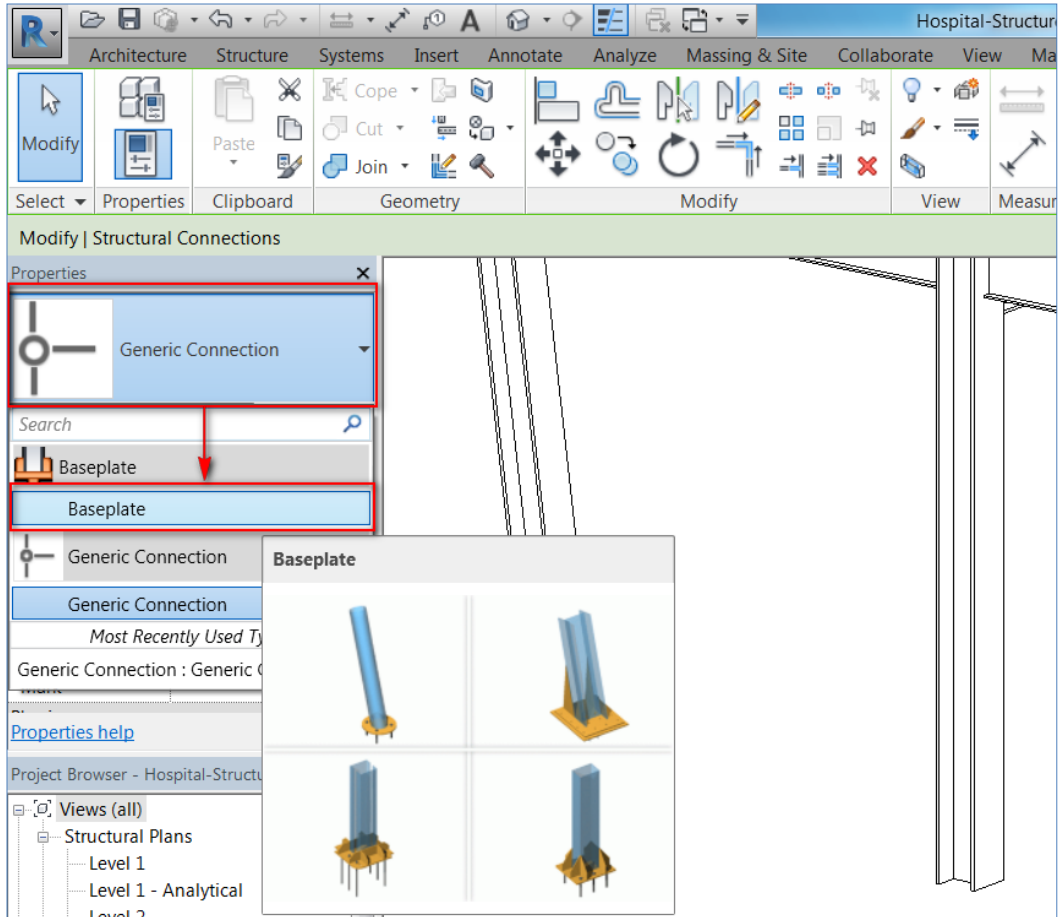 R
A
Hospital-Structur
Architecture Structure Systems Insert Annotate Analyze Massing & Site Collaborate View Ma
Modify
Paste
Cope
Cut
Join
Select Properties Clipboard Geometry Modify View Measur
Modify | Structural Connections
Properties
Generic Connection
Search
Baseplate
Baseplate
Generic Connection
Generic Connection
Most Recently Used Ty
Generic Connection : Generic
Properties help
Baseplate
Project Browser - Hospital-Structu
Views (all)
Structural Plans
Level 1
Level 1 - Analytical
Level 2